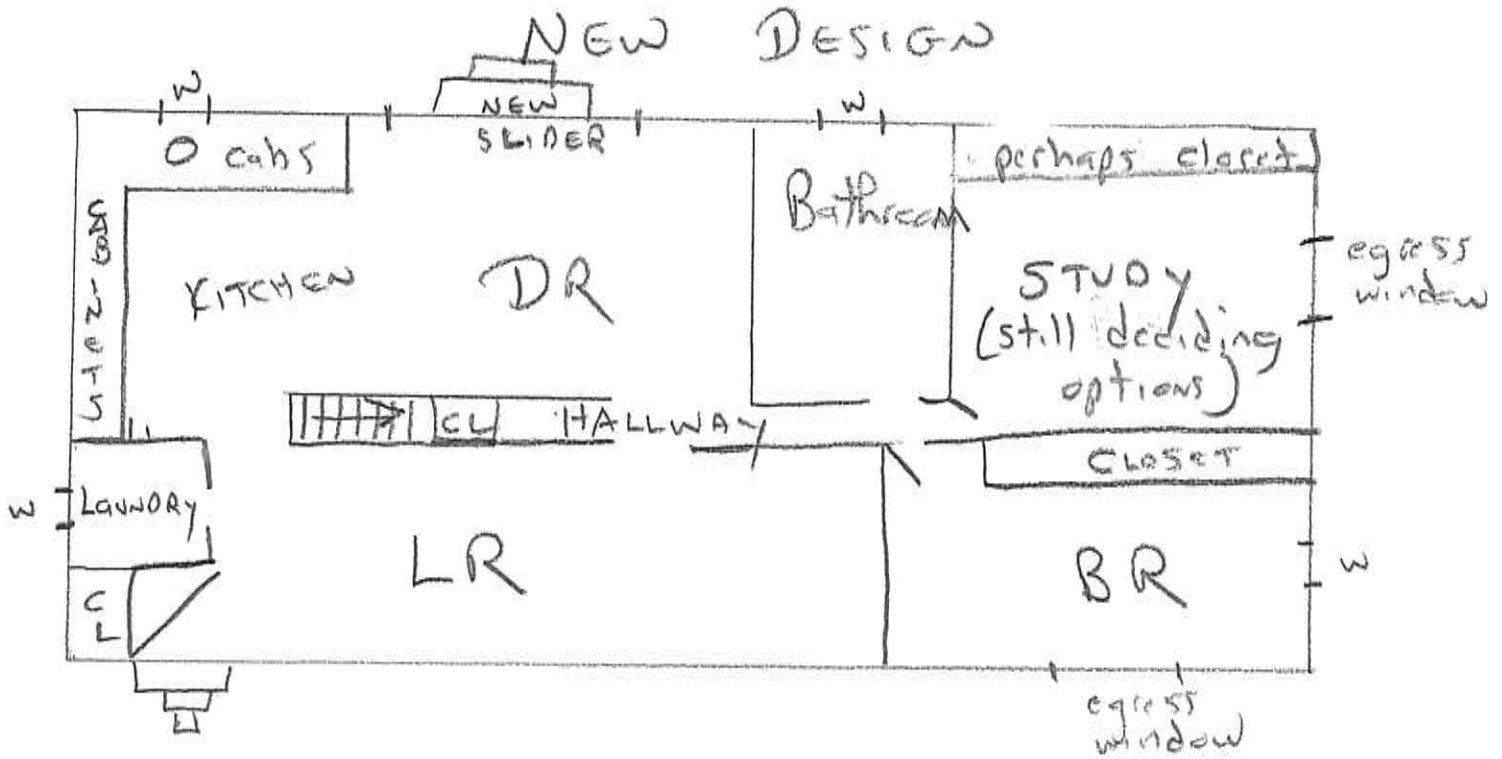 NEW DESIGN
W
NEW
SLIDER
W
O cabs
perhaps closet
CABINETS
Bathroom
KITCHEN
DR
STUDY
(still deciding
options)
egress
window
CL
HALLWAY
CLOSET
W
LAUNDRY
LR
BR
W
CL
egress
window